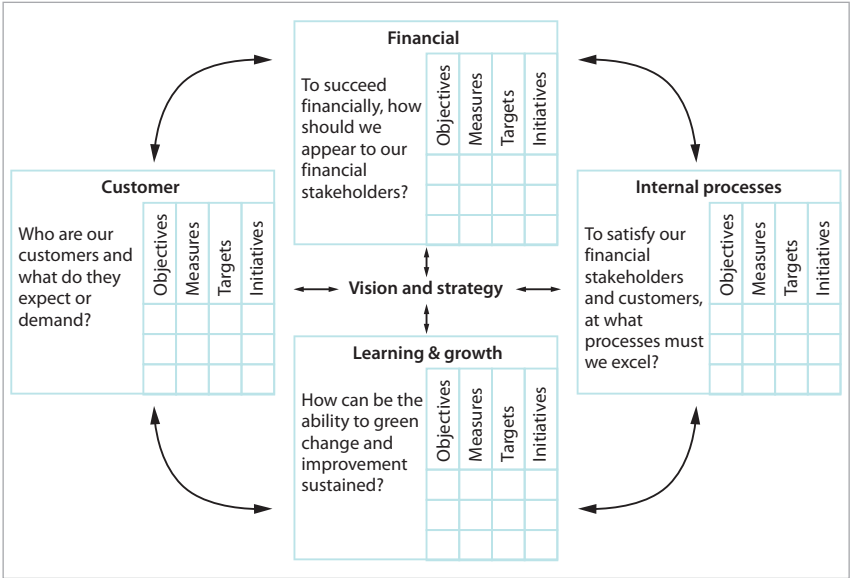 Financial
To succeed
financially, how
should we
appear to our
financial
stakeholders?
Objectives
Measures
Targets
Initiatives
Customer
Who are our
customers and
what do they
expect or
demand?
Objectives
Measures
Targets
Initiatives
Vision and strategy
Internal processes
To satisfy our
financial
stakeholders
and customers,
at what
processes must
we excel?
Objectives
Measures
Targets
Initiatives
Learning & growth
How can be the
ability to green
change and
improvement
sustained?
Objectives
Measures
Targets
Initiatives